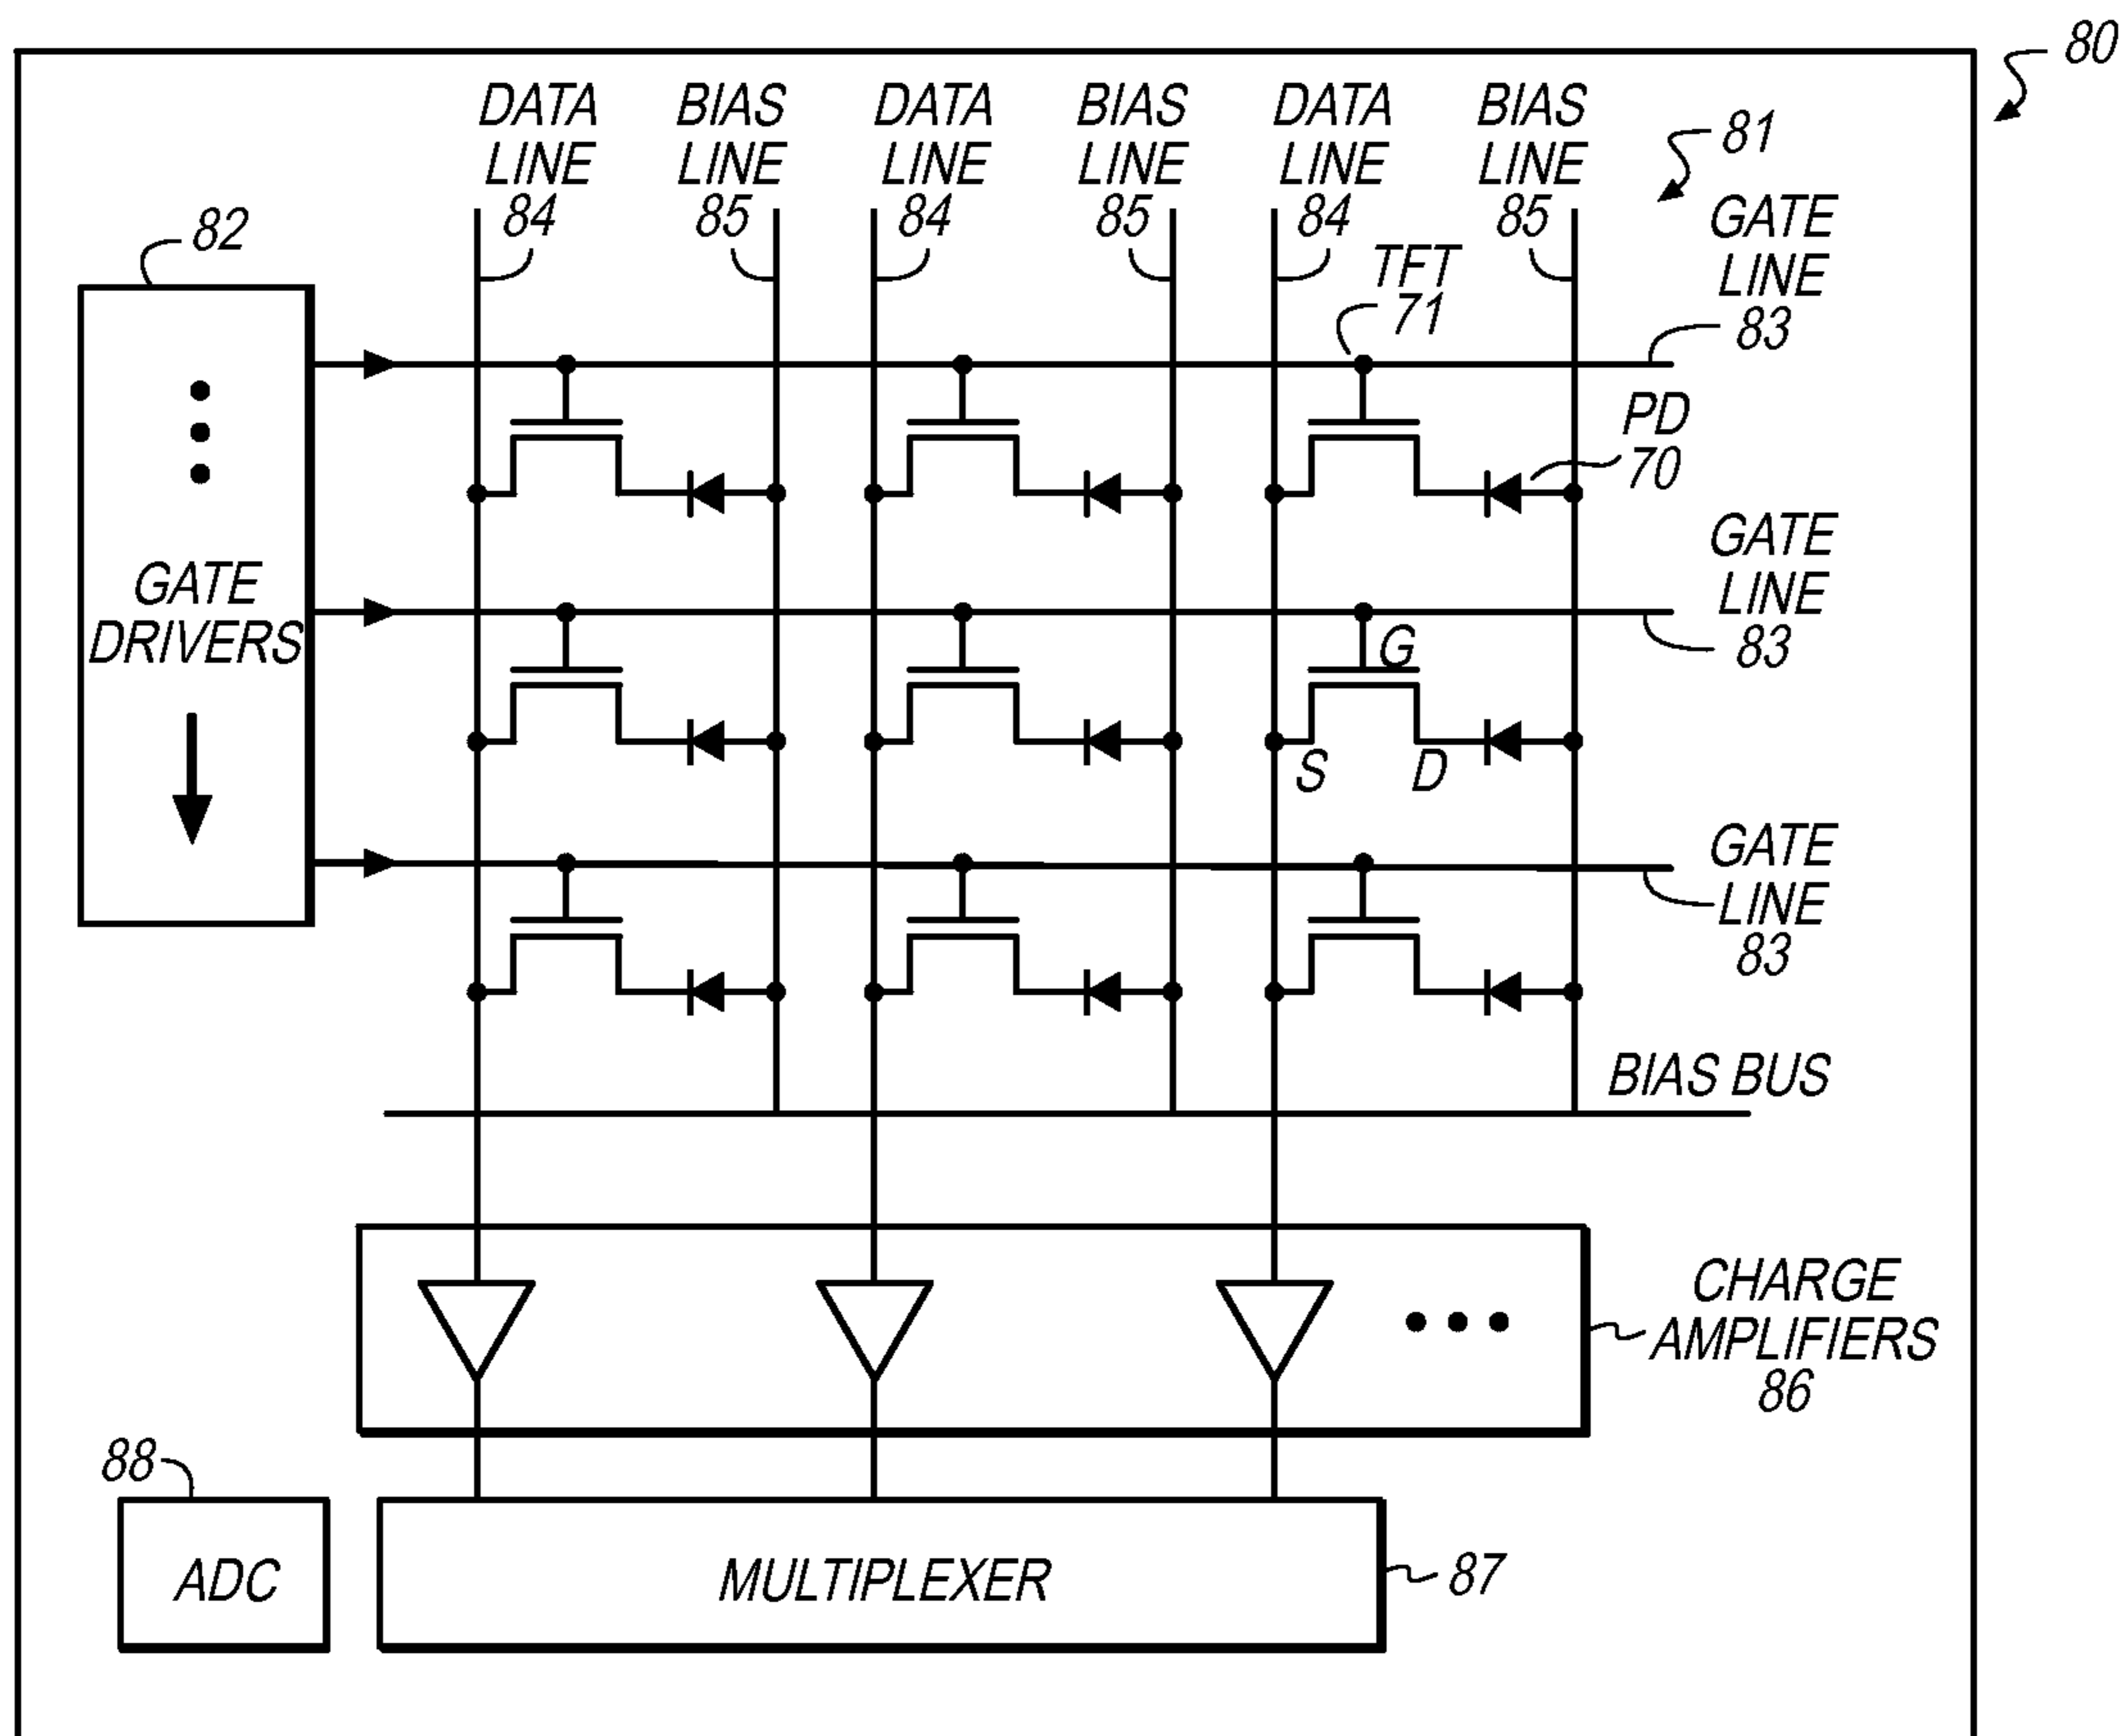 80
DATA
LINE
84
BIAS
LINE
85
DATA
LINE
84
BIAS
LINE
85
DATA
LINE
84
BIAS
LINE
85
81
82
TFT
71
GATE
LINE
83
PD
70
GATE
DRIVERS
GATE
LINE
83
G
S
D
GATE
LINE
83
BIAS BUS
CHARGE
AMPLIFIERS
86
88
ADC
MULTIPLEXER
87